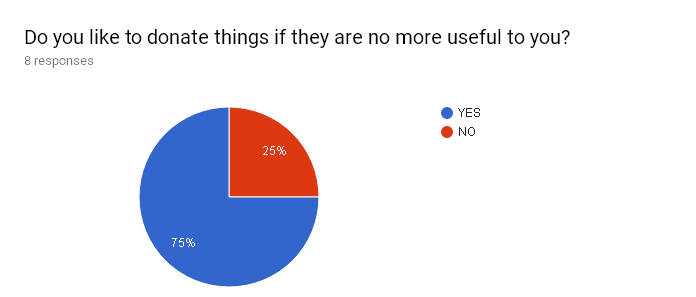 Do you like to donate things if they are no more useful to you?
8 responses
YES
NO
25%
75%